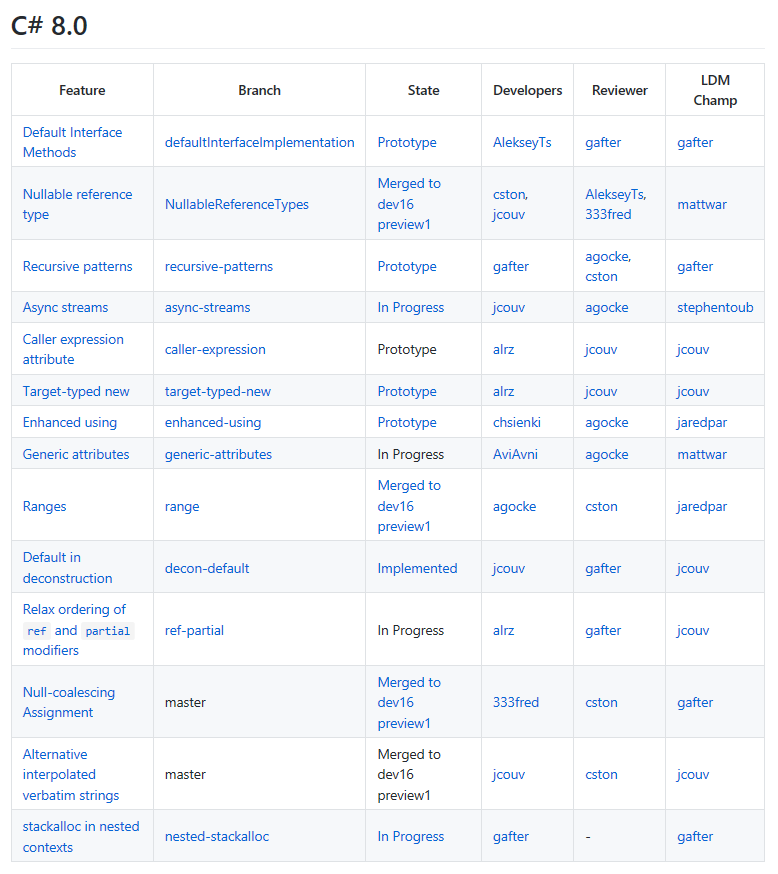 C# 8.0
Feature Branch State Developers Reviewer LDM
Champ
Default Interface
Methods defaultInterfaceImplementation Prototype AlekseyTs gafter gafter
Nullable reference
type NullableReferenceTypes Merged to
dev16
preview1 cston,
jcouv AlekseyTs,
333fred mattwar
Recursive patterns recursive-patterns Prototype gafter agocke,
cston gafter
Async streams async-streams In Progress jcouv agocke stephentoub
Caller expression
attribute caller-expression Prototype alrz jcouv jcouv
Target-typed new target-typed-new Prototype alrz jcouv jcouv
Enhanced using enhanced-using Prototype chsienki agocke jaredpar
Generic attributes generic-attributes In Progress AviAvni agocke mattwar
Ranges range Merged to
dev16
preview1 agocke cston jaredpar
Default in
deconstruction decon-default Implemented jcouv gafter jcouv
Relax ordering of
ref and partial
modifiers ref-partial In Progress alrz gafter jcouv
Null-coalescing
Assignment master Merged to
dev16
preview1 333fred cston gafter
Alternative
interpolated
verbatim strings master Merged to
dev16
preview1 jcouv cston jcouv
stackalloc in nested
contexts nested-stackalloc In Progress gafter - gafter